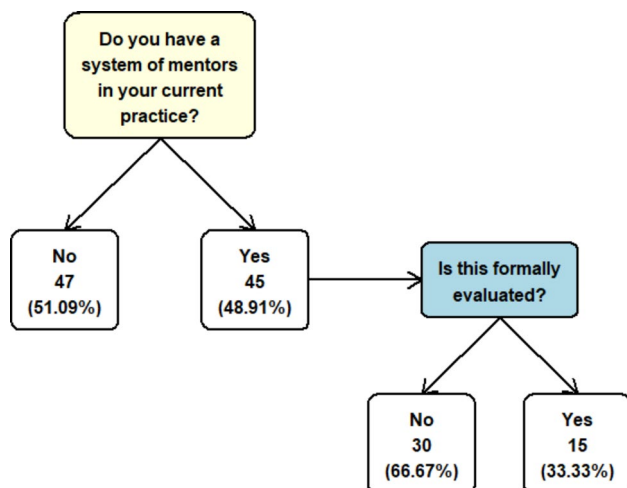 Do you have a
system of mentors
in your current
practice?
No
47
(51.09%)
Yes
45
(48.91%)
Is this formally
evaluated?
No
30
(66.67%)
Yes
15
(33.33%)